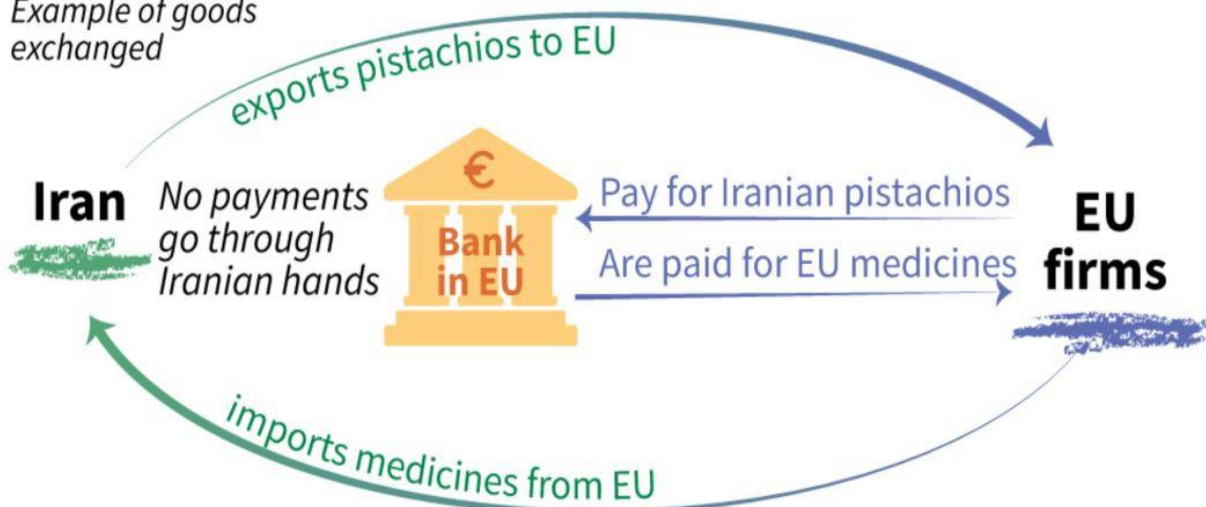 Example of goods
exchanged
exports pistachios to EU
Iran
No payments
go through
Iranian hands
€
Bank
in EU
Pay for Iranian pistachios
Are paid for EU medicines
EU
firms
imports medicines from EU